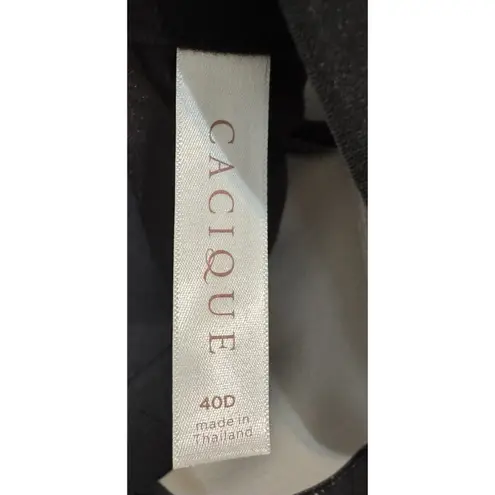 CACIQUE
40D
made in
Thailand